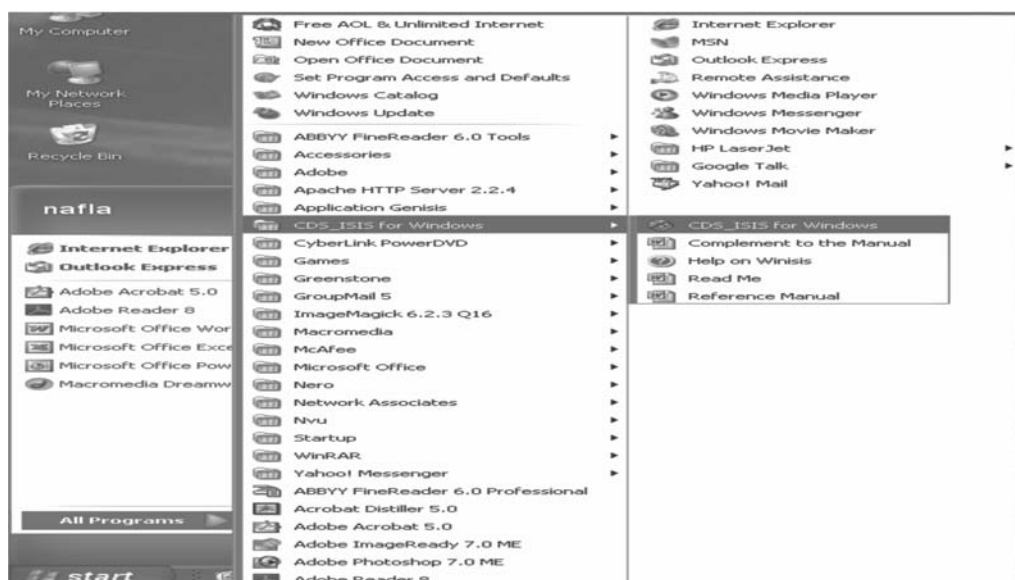 My Computer
My Network
Places
Recycle Bin
nafla
Internet Explorer
Outlook Express
Adobe Acrobat 5.0
Adobe Reader 8
Microsoft Office Wor
Microsoft Office Exce
Microsoft Office Pow
Macromedia Dreamw
All Programs
start
Free AOL & Unlimited Internet
New Office Document
Open Office Document
Set Program Access and Defaults
Windows Catalog
Windows Update
ABBYY FineReader 6.0 Tools
Accessories
Adobe
Apache HTTP Server 2.2.4
Application Genisis
CDS_ISIS for Windows
CyberLink PowerDVD
Games
Greenstone
GroupMail 5
ImageMagick 6.2.3 Q16
Macromedia
McAfee
Microsoft Office
Nero
Network Associates
Nvu
Startup
WinRAR
Yahoo! Messenger
ABBYY FineReader 6.0 Professional
Acrobat Distiller 5.0
Adobe Acrobat 5.0
Adobe ImageReady 7.0 ME
Adobe Photoshop 7.0 ME
Adobe Reader 8
Internet Explorer
MSN
Outlook Express
Remote Assistance
Windows Media Player
Windows Messenger
Windows Movie Maker
HP LaserJet
Google Talk
Yahoo! Mail
CDS_ISIS for Windows
Complement to the Manual
Help on Winisis
Read Me
Reference Manual